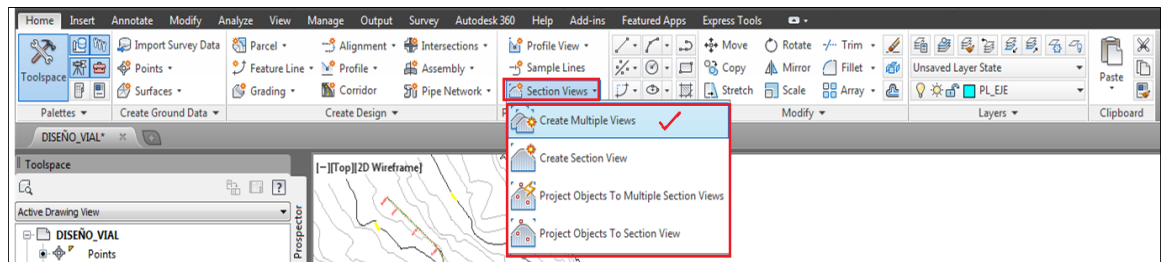 Home Insert Annotate Modify Analyze View Manage Output Survey Autodesk 360 Help Add-ins Featured Apps Express Tools
Toolspace
Import Survey Data
Points
Surfaces
Parcel
Feature Line
Grading
Alignment
Profile
Corridor
Intersections
Assembly
Pipe Network
Profile View
Sample Lines
Section Views
Move
Copy
Stretch
Rotate
Mirror
Scale
Trim
Fillet
Array
Unsaved Layer State
PL_EJE
Paste
Palettes
Create Ground Data
Create Design
Modify
Layers
Clipboard
Create Multiple Views
Create Section View
Project Objects To Multiple Section Views
Project Objects To Section View
DISEÑO_VIAL*
Toolspace
Active Drawing View
DISEÑO_VIAL
Points
Prospector
[−][Top][2D Wireframe]